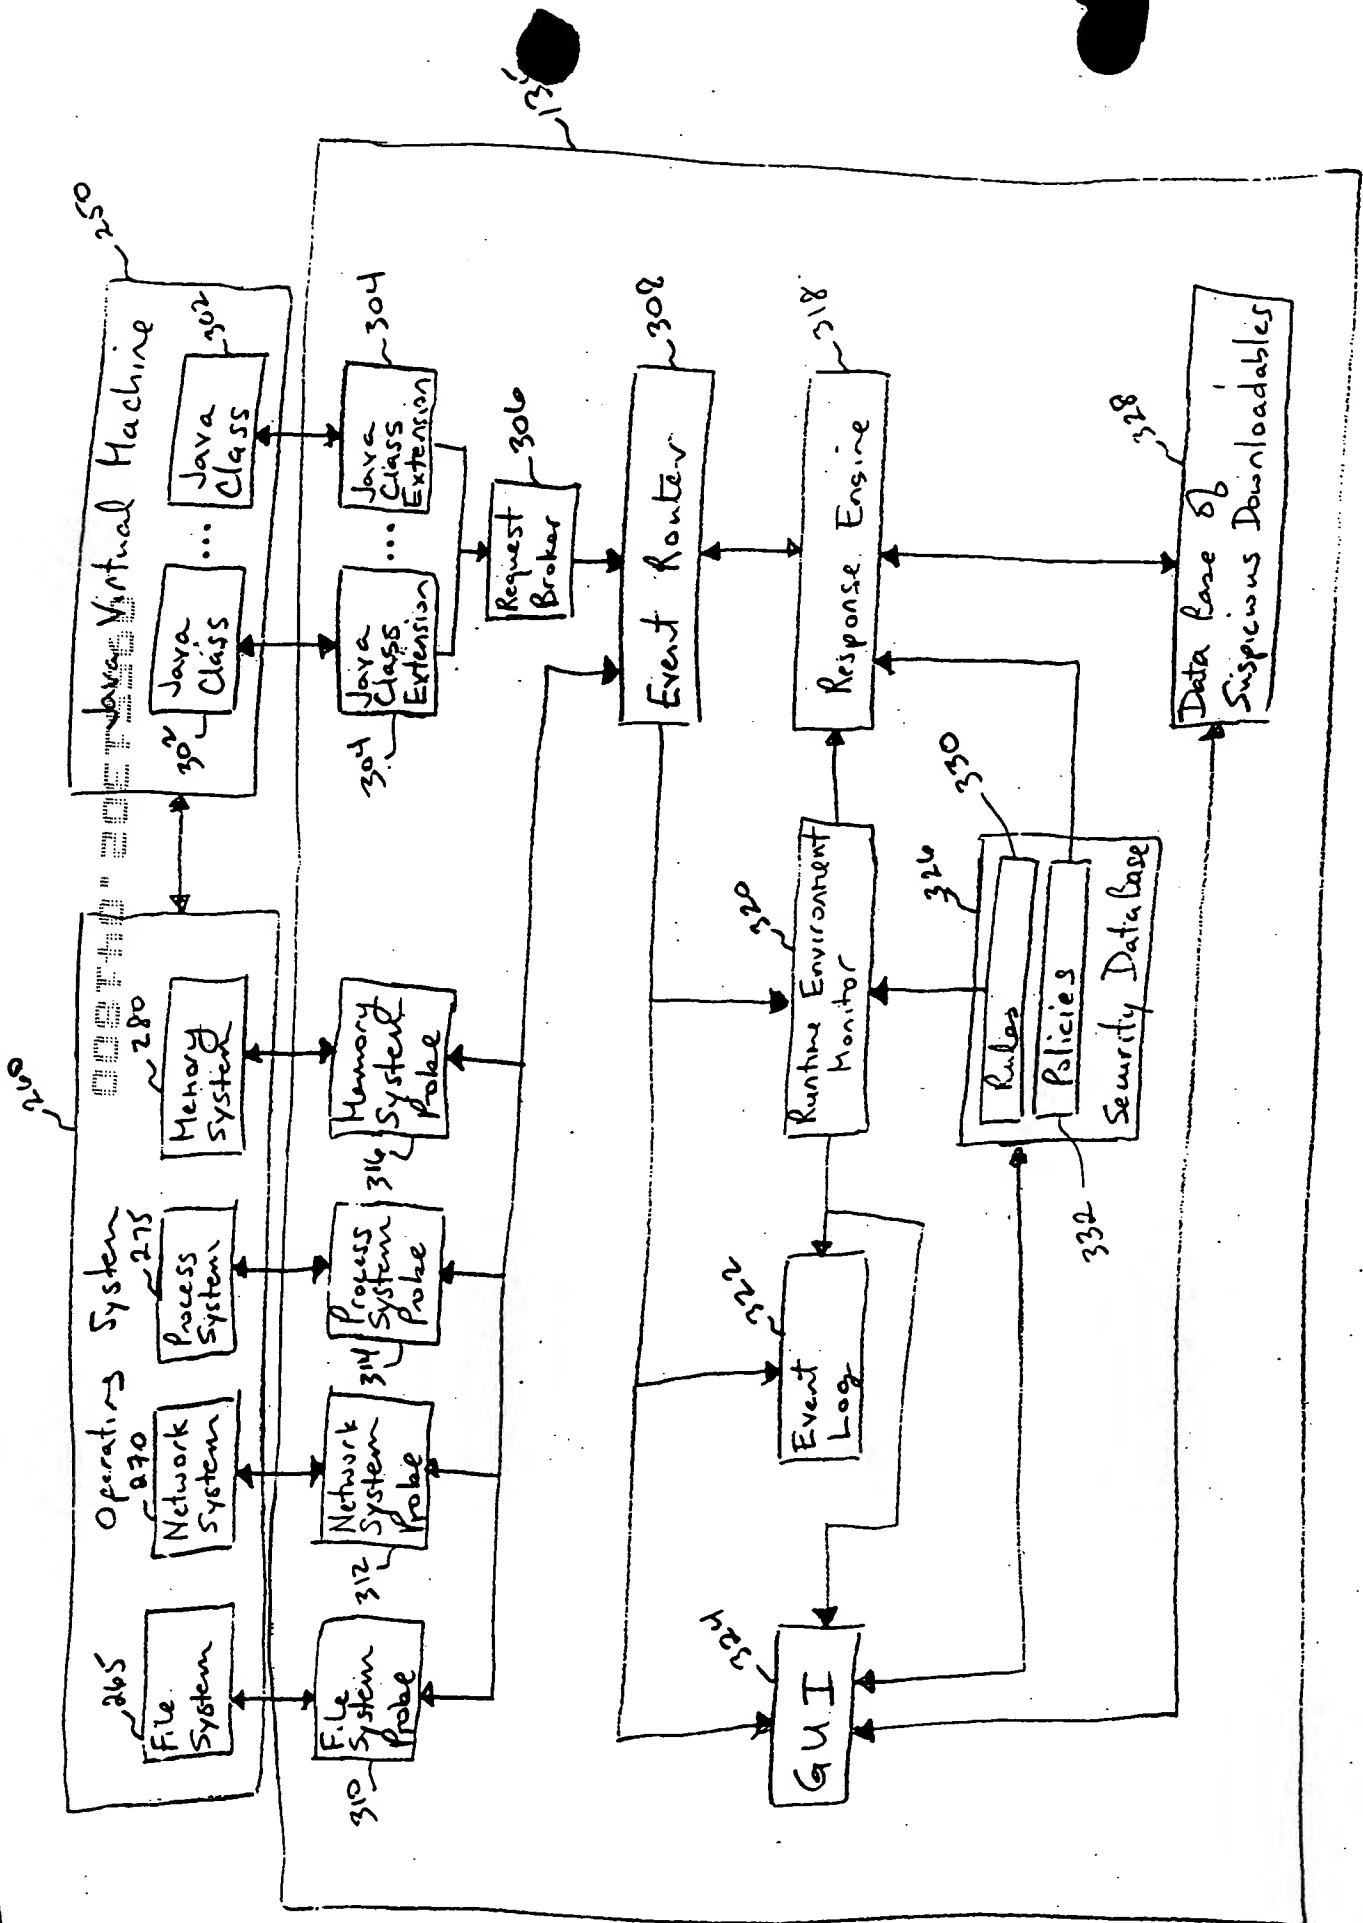 135
260
Operating System
265
File
System
270
Network
System
275
Process
System
280
Memory
System
250
Java Virtual Machine
302
Java
Class
...
Java
Class
302
310
File
System
Probe
312
Network
System
Probe
314
Process
System
Probe
316
Memory
System
Probe
304
Java
Class
Extension
...
Java
Class
Extension
304
Request
Broker
306
Event Router
308
324
GUI
322
Event
Log
320
Runtime Environment
Monitor
Response Engine
318
326
330
Rules
Policies
332
Security DataBase
328
Data Base of
Suspicious Downloadables